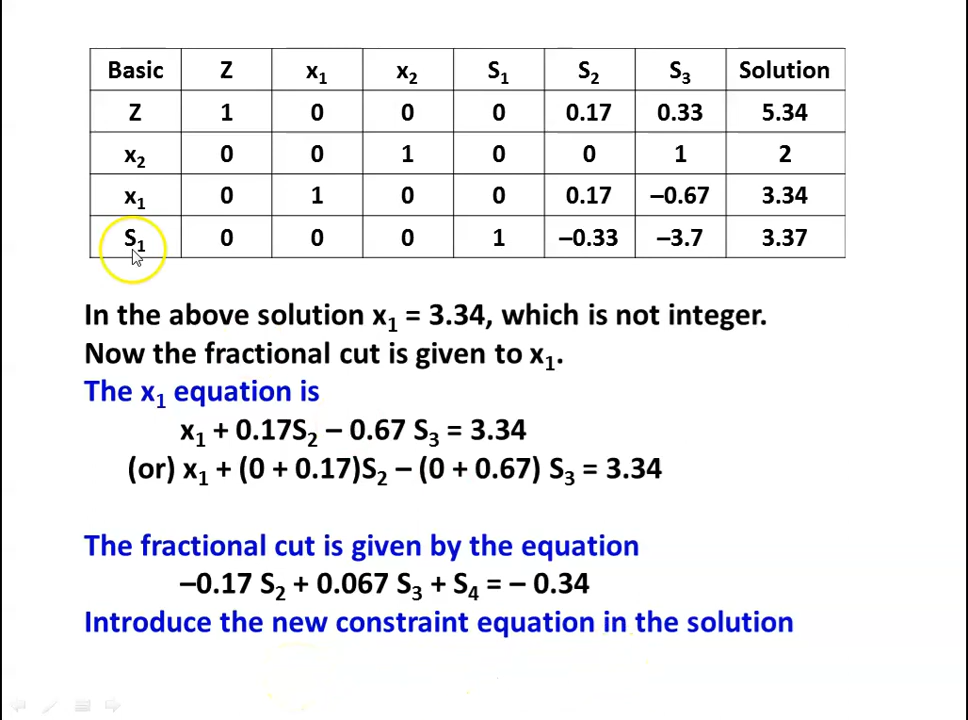 Basic Z x₁ x₂ S₁ S₂ S₃ Solution
Z 1 0 0 0 0.17 0.33 5.34
x₂ 0 0 1 0 0 1 2
x₁ 0 1 0 0 0.17 –0.67 3.34
S₁ 0 0 0 1 –0.33 –3.7 3.37
In the above solution x₁ = 3.34, which is not integer.
Now the fractional cut is given to x₁.
The x₁ equation is
x₁ + 0.17S₂ – 0.67 S₃ = 3.34
(or) x₁ + (0 + 0.17)S₂ – (0 + 0.67) S₃ = 3.34
The fractional cut is given by the equation
–0.17 S₂ + 0.067 S₃ + S₄ = – 0.34
Introduce the new constraint equation in the solution